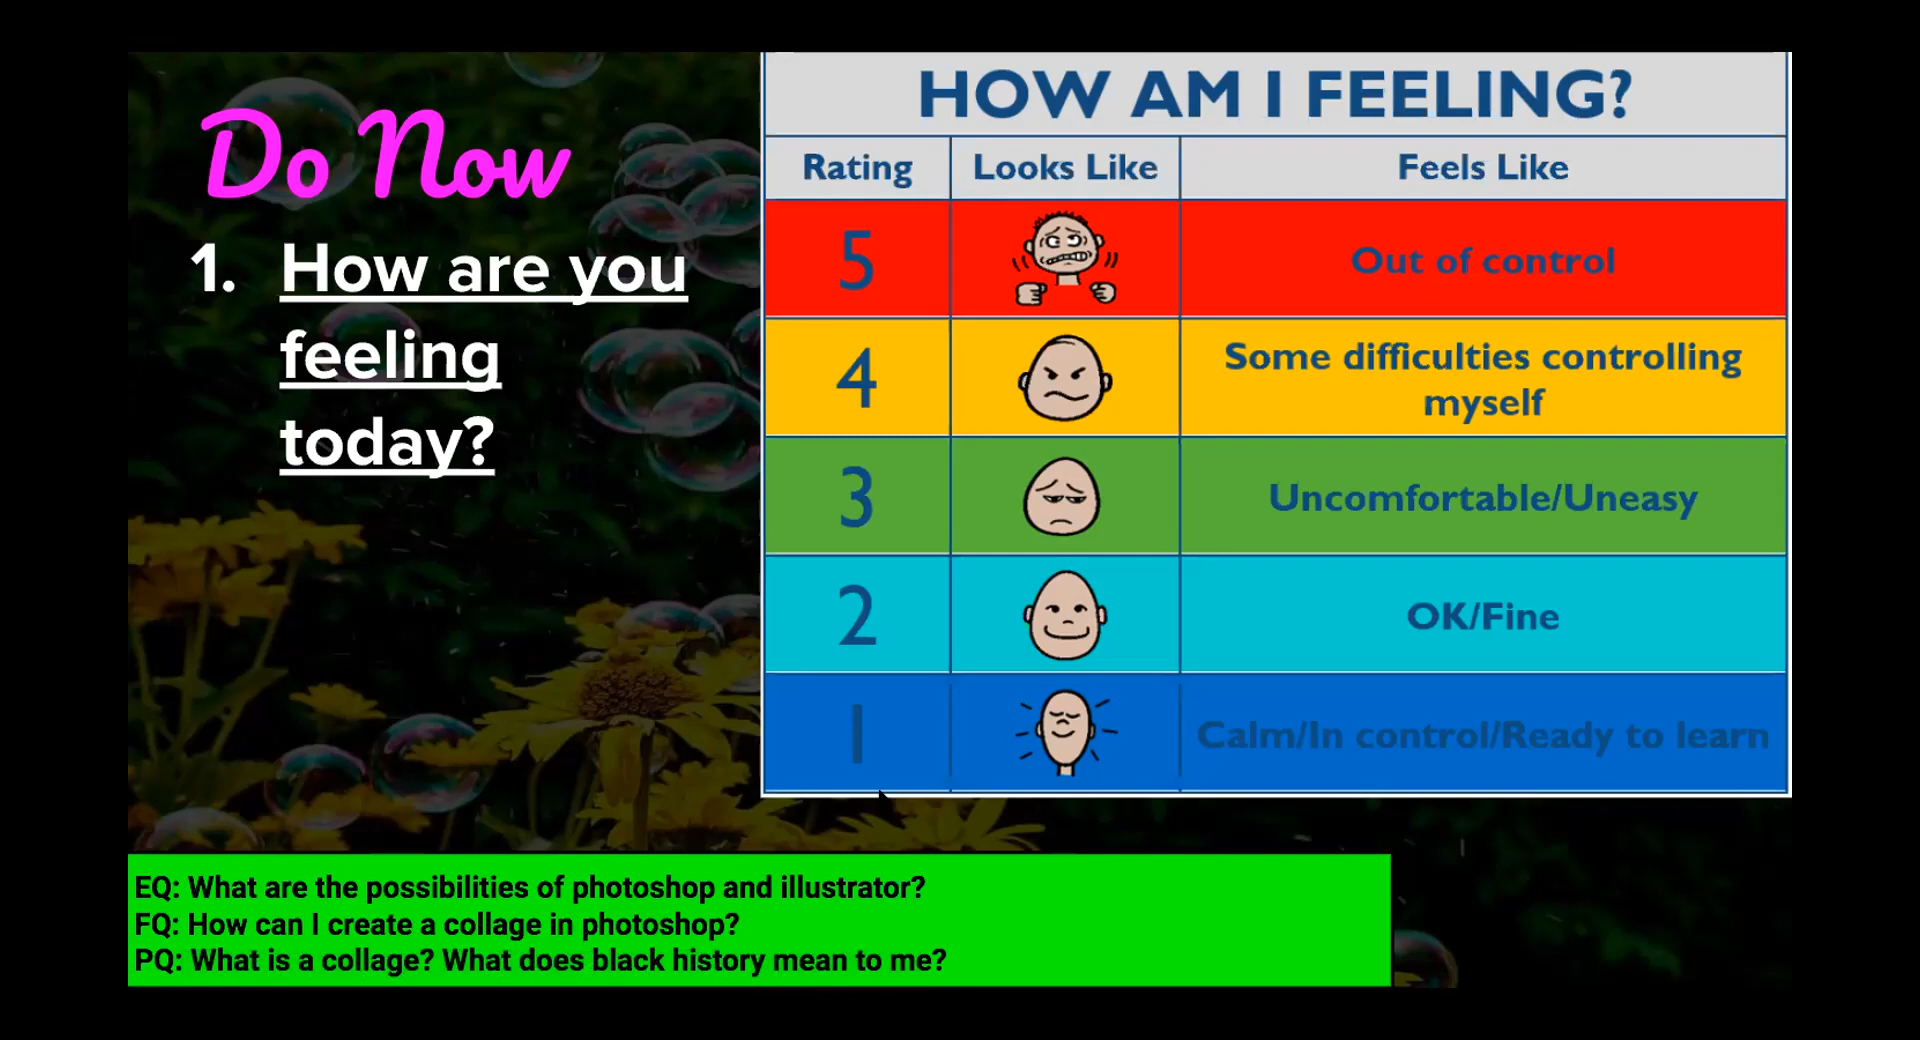 Do Now
1. How are you
feeling
today?
HOW AM I FEELING?
Rating Looks Like Feels Like
5 Out of control
4 Some difficulties controlling
myself
3 Uncomfortable/Uneasy
2 OK/Fine
1 Calm/In control/Ready to learn
EQ: What are the possibilities of photoshop and illustrator?
FQ: How can I create a collage in photoshop?
PQ: What is a collage? What does black history mean to me?